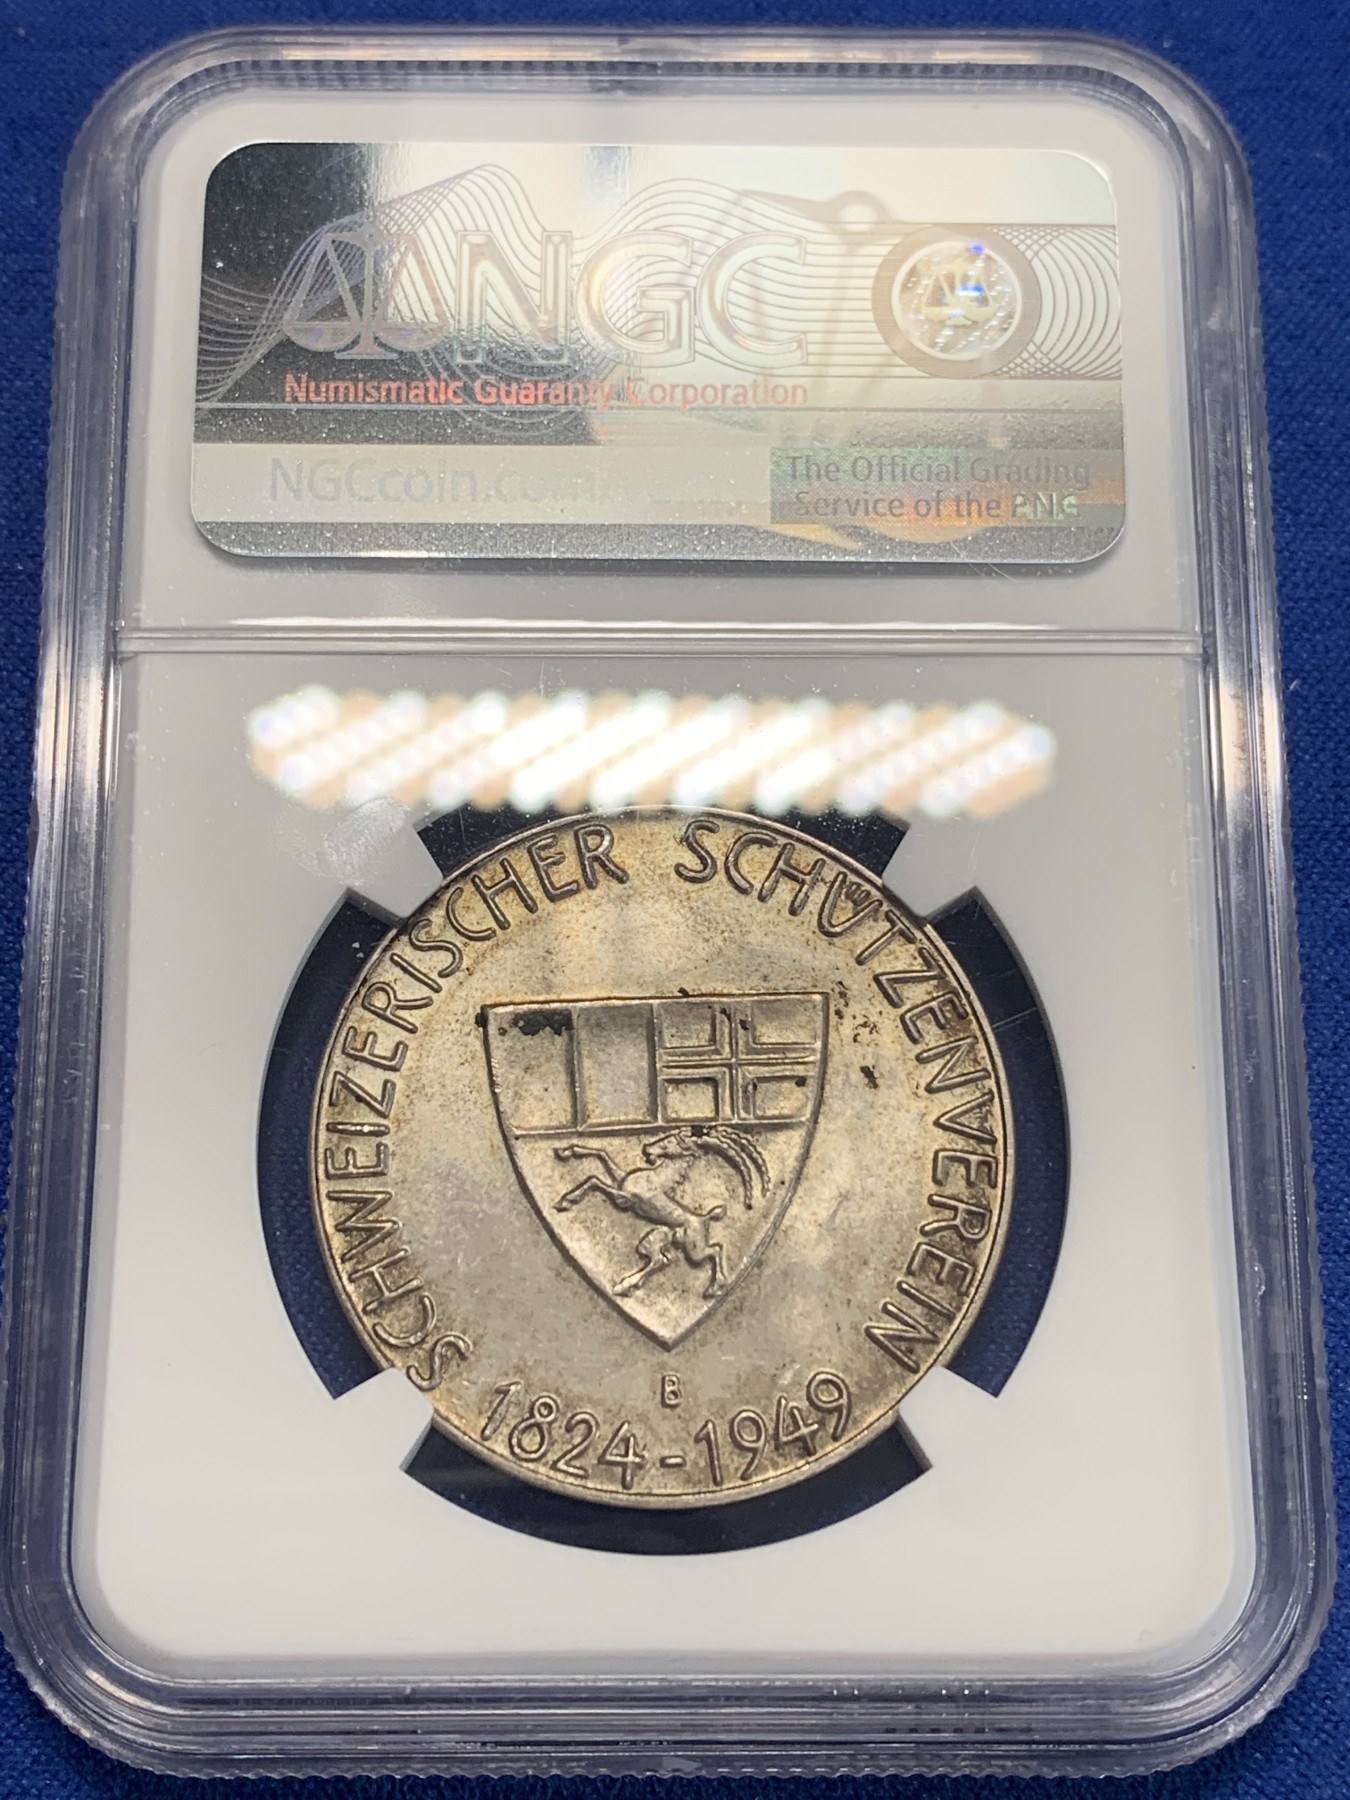 NGC
Numismatic Guaranty Corporation
NGCcoin.com
The Official Grading
Service of the PNG
SCHWEIZERISCHER SCHÜTZENVEREIN
B
1824-1949